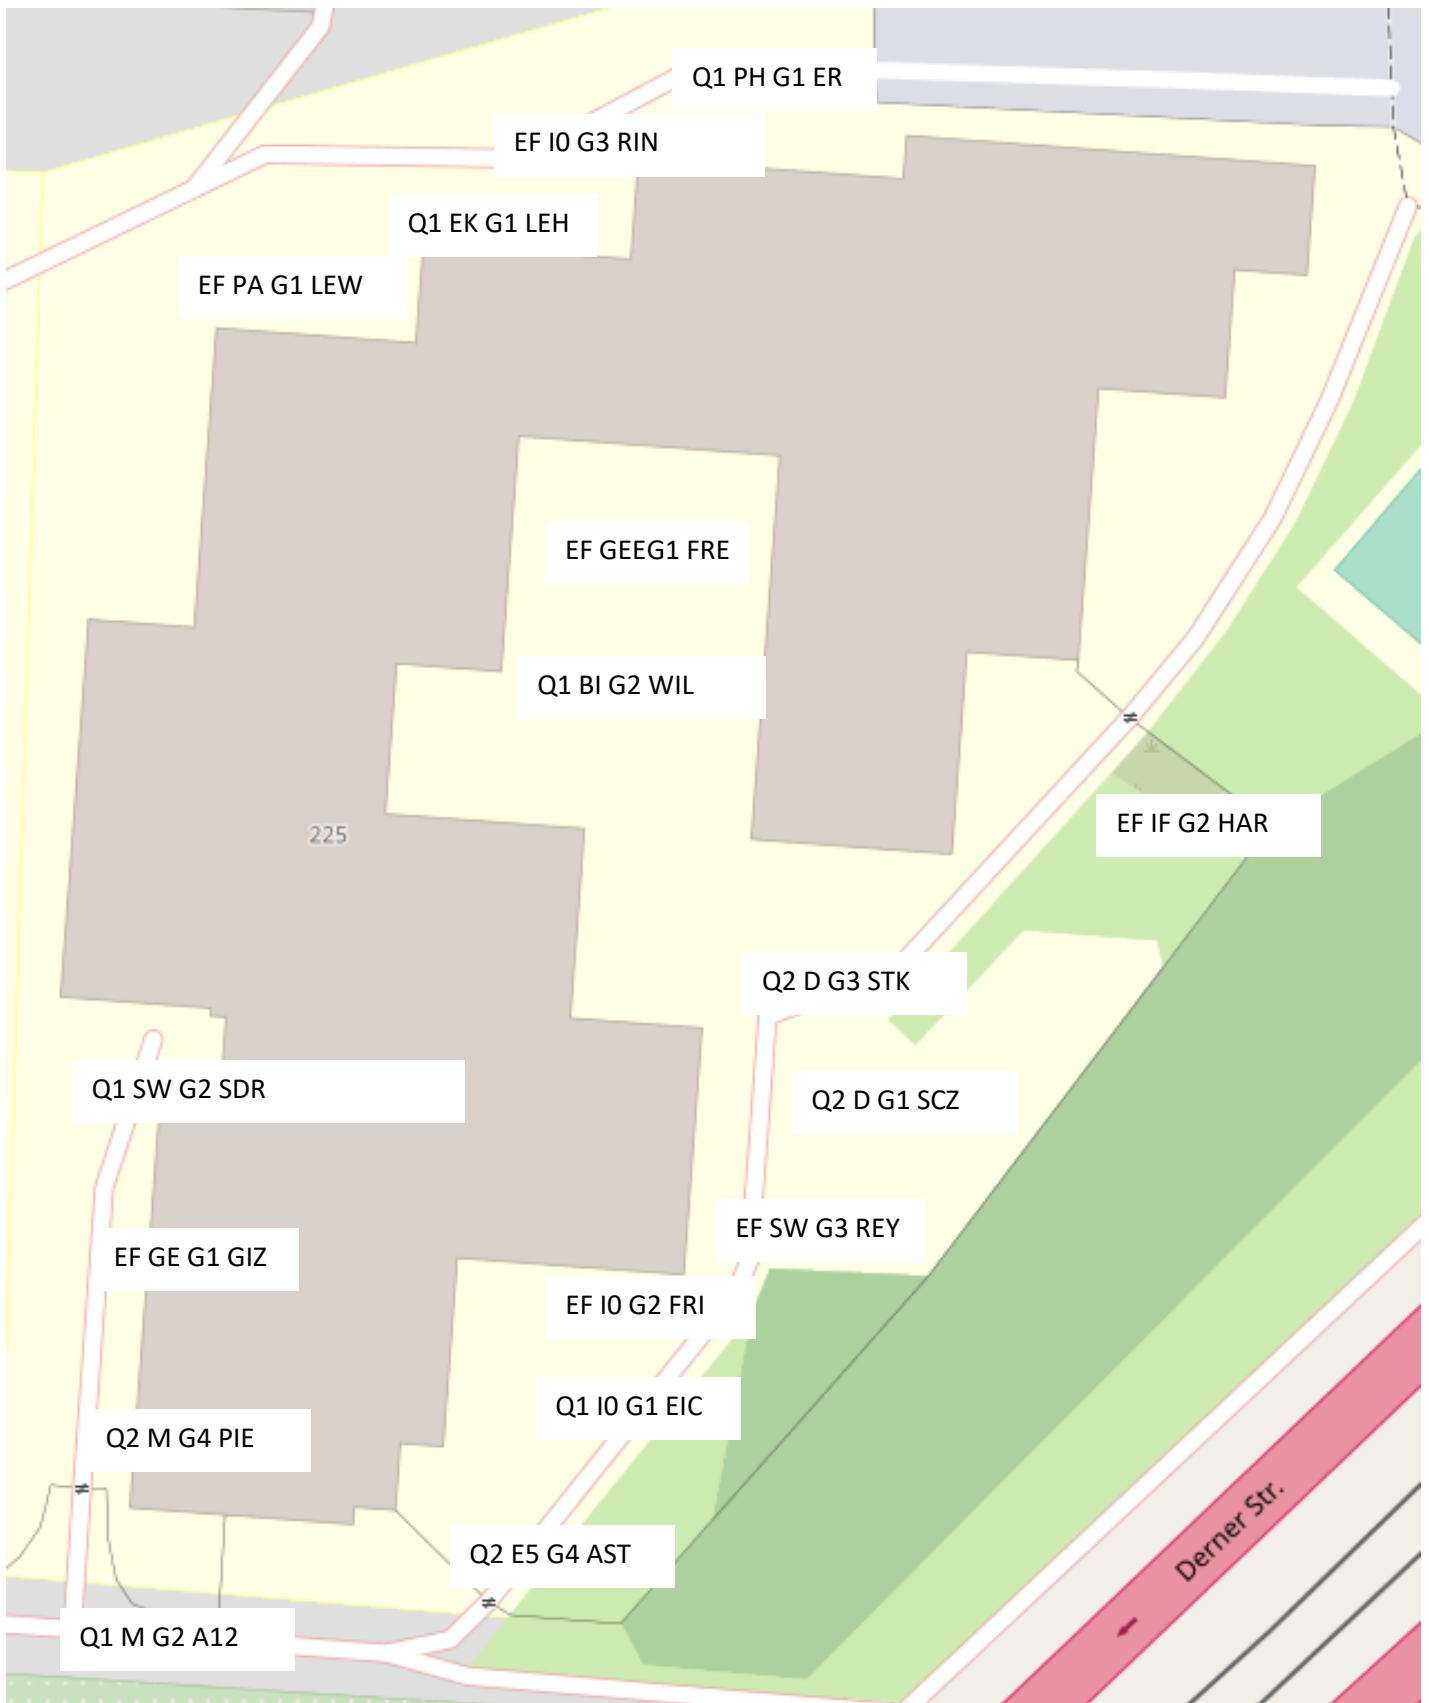 Q1 PH G1 ER
EF I0 G3 RIN
Q1 EK G1 LEH
EF PA G1 LEW
EF GEEG1 FRE
Q1 BI G2 WIL
225
EF IF G2 HAR
Q2 D G3 STK
Q1 SW G2 SDR
Q2 D G1 SCZ
EF SW G3 REY
EF GE G1 GIZ
EF I0 G2 FRI
Q1 I0 G1 EIC
Q2 M G4 PIE
Derner Str.
Q2 E5 G4 AST
Q1 M G2 A12